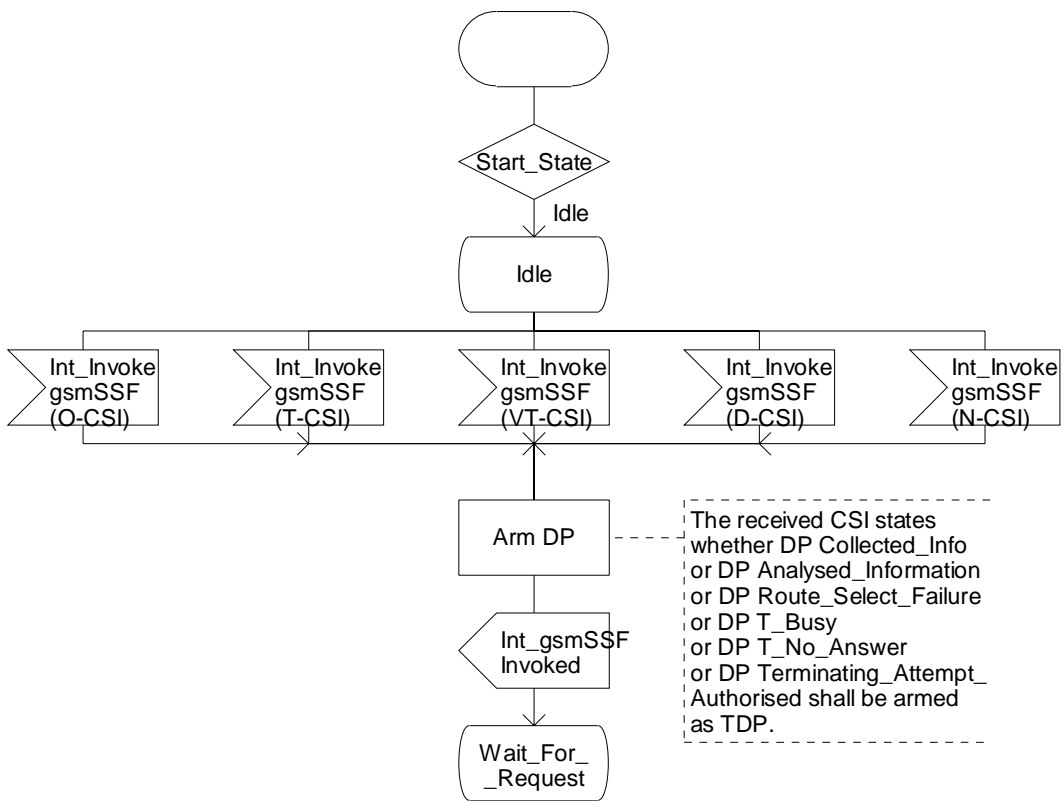 Start_State
Idle
Idle
Int_Invoke
gsmSSF
(O-CSI)
Int_Invoke
gsmSSF
(T-CSI)
Int_Invoke
gsmSSF
(VT-CSI)
Int_Invoke
gsmSSF
(D-CSI)
Int_Invoke
gsmSSF
(N-CSI)
Arm DP
The received CSI states
whether DP Collected_Info
or DP Analysed_Information
or DP Route_Select_Failure
or DP T_Busy
or DP T_No_Answer
or DP Terminating_Attempt_
Authorised shall be armed
as TDP.
Int_gsmSSF
Invoked
Wait_For_
_Request